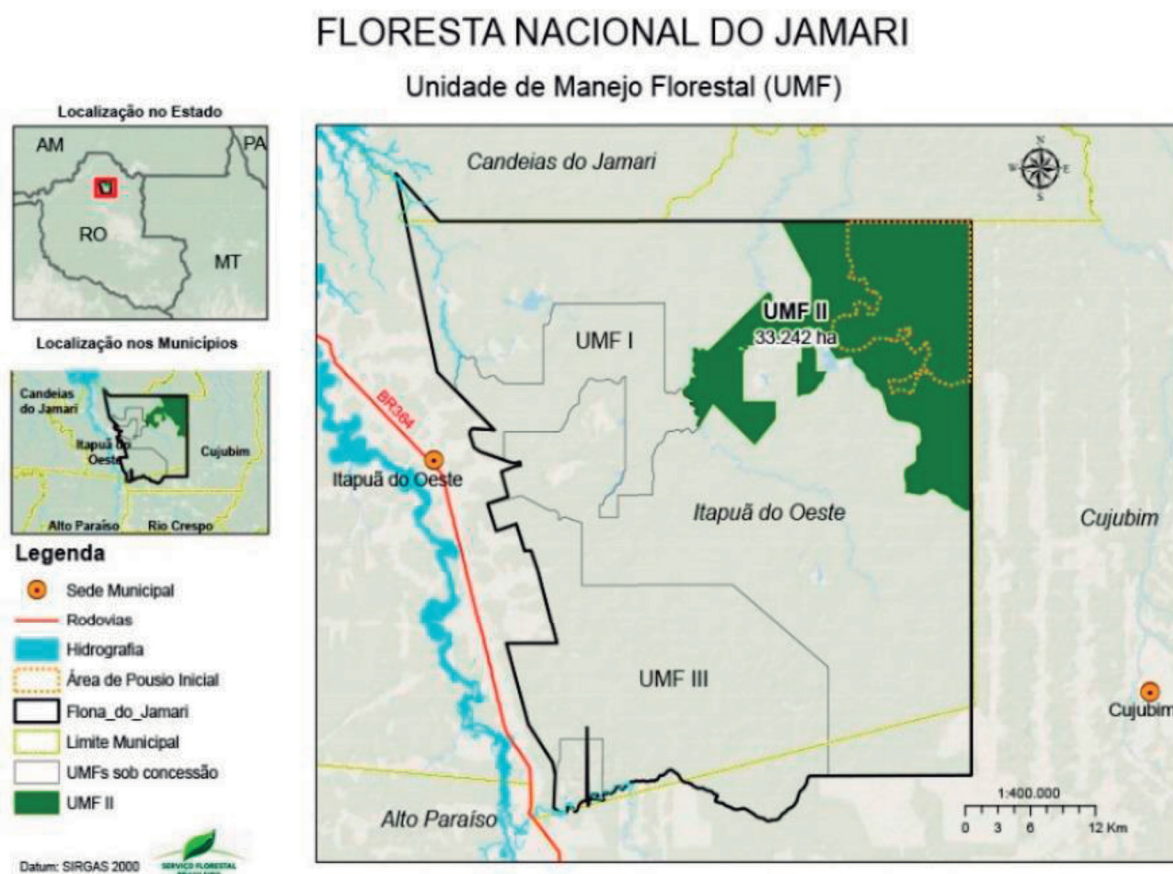 FLORESTA NACIONAL DO JAMARI
Unidade de Manejo Florestal (UMF)
Localização no Estado
AM
PA
RO
MT
Localização nos Municípios
Candeias
do Jamari
Itapuã do
Oeste
Cujubim
Alto Paraíso
Rio Crespo
Legenda
Sede Municipal
Rodovias
Hidrografia
Área de Pousio Inicial
Flona_do_Jamari
Limite Municipal
UMFs sob concessão
UMF II
Datum: SIRGAS 2000
SERVIÇO FLORESTAL
Candeias do Jamari
N
W
E
S
UMF I
UMF II
33.242 ha
BR364
Itapuã do Oeste
Itapuã do Oeste
Cujubim
UMF III
Cujubim
Alto Paraíso
1:400.000
0 3 6 12 Km